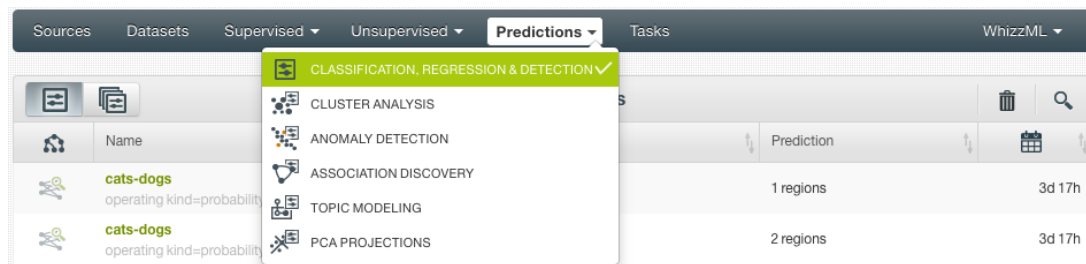 Sources Datasets Supervised Unsupervised Predictions Tasks WhizzML
CLASSIFICATION, REGRESSION & DETECTION
CLUSTER ANALYSIS
ANOMALY DETECTION
ASSOCIATION DISCOVERY
TOPIC MODELING
PCA PROJECTIONS
Name Prediction
cats-dogs 1 regions 3d 17h
operating kind=probability
cats-dogs 2 regions 3d 17h
operating kind=probability